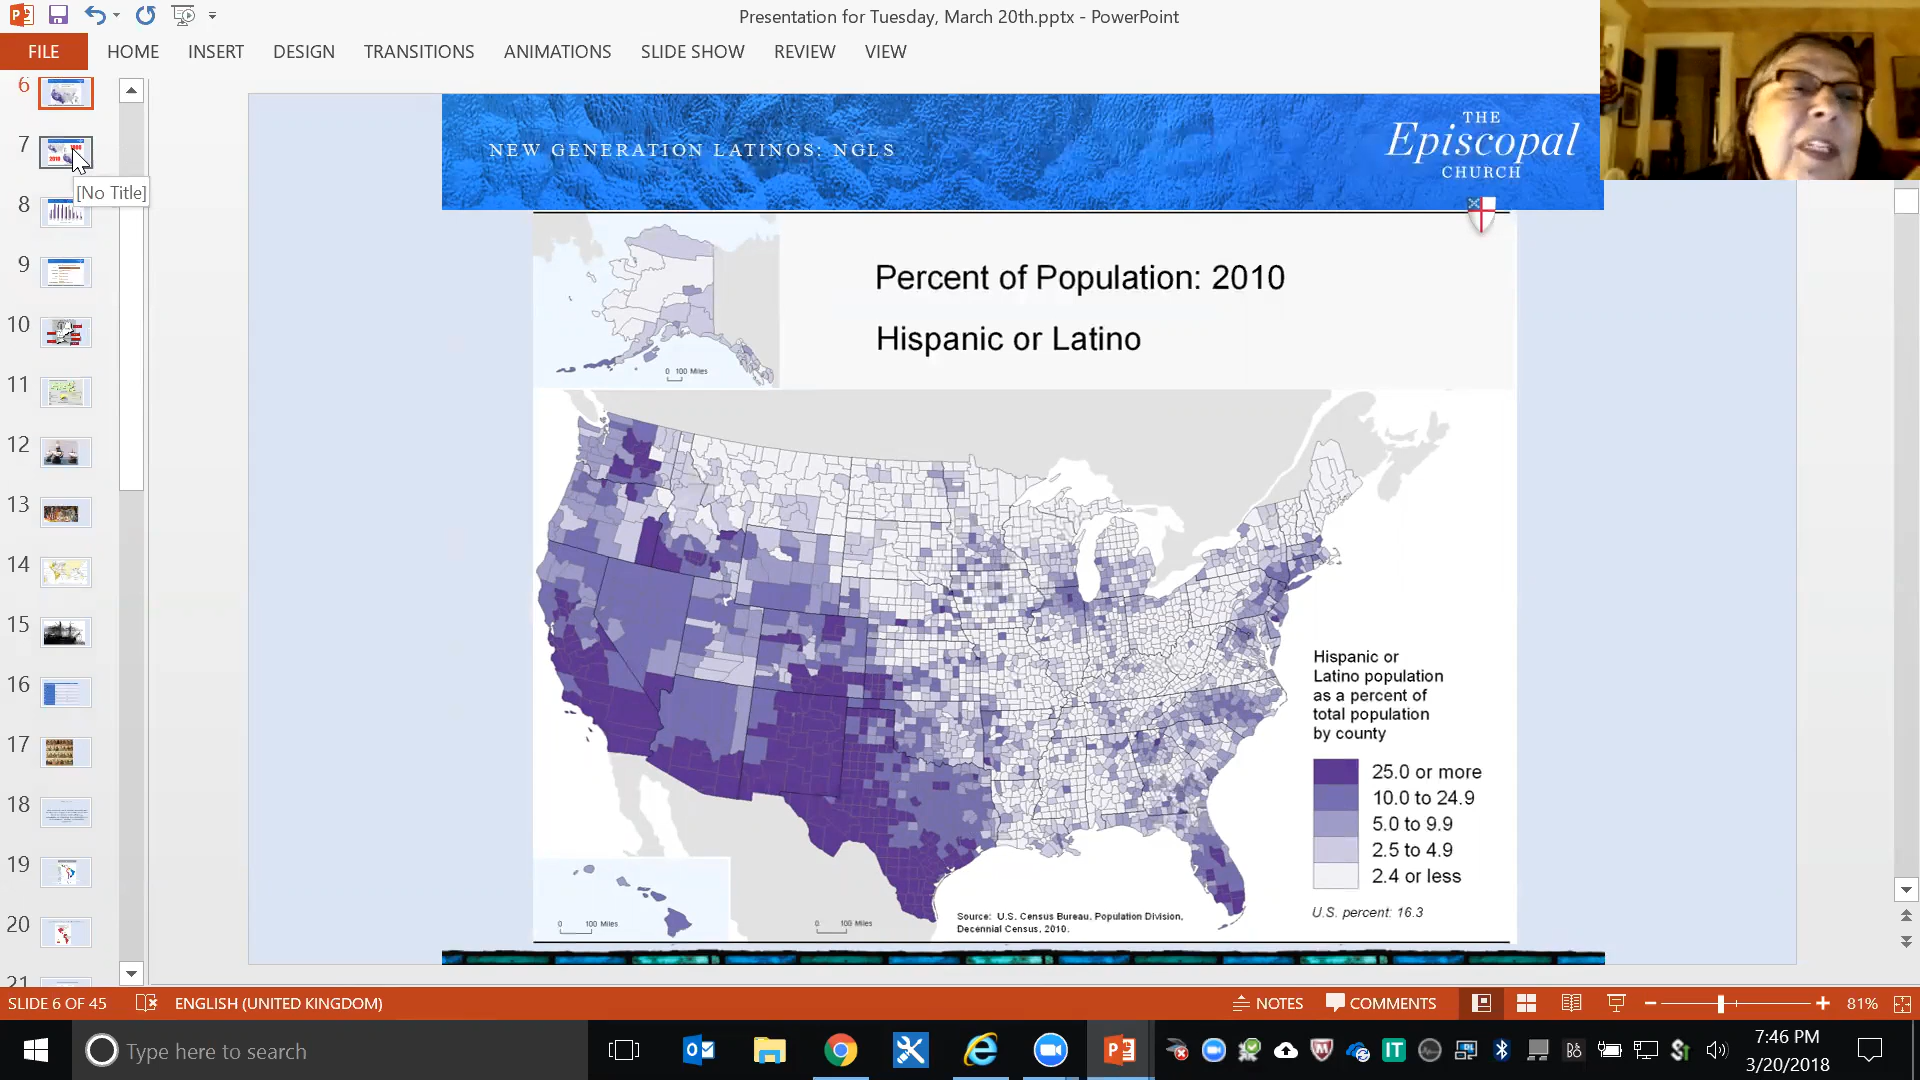 Presentation for Tuesday, March 20th.pptx - PowerPoint
FILE HOME INSERT DESIGN TRANSITIONS ANIMATIONS SLIDE SHOW REVIEW VIEW
6
7
[No Title]
8
9
10
11
12
13
14
15
16
17
18
19
20
21
NEW GENERATION LATINOS: NGLS
THE
Episcopal
CHURCH
Percent of Population: 2010
Hispanic or Latino
0 100 Miles
Hispanic or
Latino population
as a percent of
total population
by county
25.0 or more
10.0 to 24.9
5.0 to 9.9
2.5 to 4.9
2.4 or less
U.S. percent: 16.3
0 100 Miles
0 100 Miles
Source: U.S. Census Bureau, Population Division,
Decennial Census, 2010.
SLIDE 6 OF 45 ENGLISH (UNITED KINGDOM) NOTES COMMENTS 81%
Type here to search
7:46 PM
3/20/2018